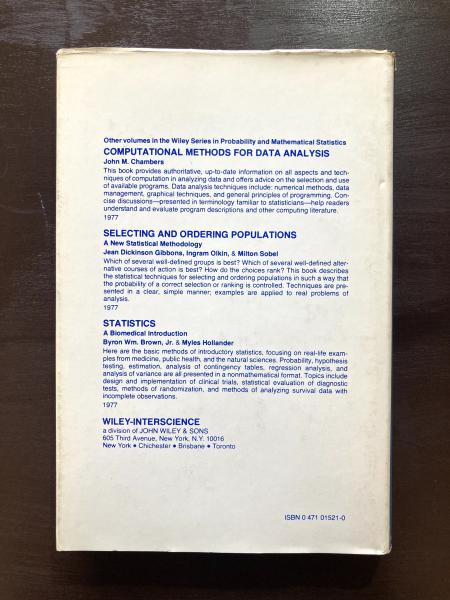 Other volumes in the Wiley Series in Probability and Mathematical Statistics
COMPUTATIONAL METHODS FOR DATA ANALYSIS
John M. Chambers
This book provides authoritative, up-to-date information on all aspects and tech-
niques of computation in analyzing data and offers advice on the selection and use
of available programs. Data analysis techniques include: numerical methods, data
management, graphical techniques, and general principles of programming. Con-
cise discussions—presented in terminology familiar to statisticians—help readers
understand and evaluate program descriptions and other computing literature.
1977
SELECTING AND ORDERING POPULATIONS
A New Statistical Methodology
Jean Dickinson Gibbons, Ingram Olkin, & Milton Sobel
Which of several well-defined groups is best? Which of several well-defined alter-
native courses of action is best? How do the choices rank? This book describes
the statistical techniques for selecting and ordering populations in such a way that
the probability of a correct selection or ranking is controlled. Techniques are pre-
sented in a clear, simple manner; examples are applied to real problems of
analysis.
1977
STATISTICS
A Biomedical Introduction
Byron Wm. Brown, Jr. & Myles Hollander
Here are the basic methods of introductory statistics, focusing on real-life exam-
ples from medicine, public health, and the natural sciences. Probability, hypothesis
testing, estimation, analysis of contingency tables, regression analysis, and
analysis of variance are all presented in a nonmathematical format. Topics include
design and implementation of clinical trials, statistical evaluation of diagnostic
tests, methods of randomization, and methods of analyzing survival data with
incomplete observations.
1977
WILEY-INTERSCIENCE
a division of JOHN WILEY & SONS
605 Third Avenue, New York, N.Y. 10016
New York • Chichester • Brisbane • Toronto
ISBN 0 471 01521-0